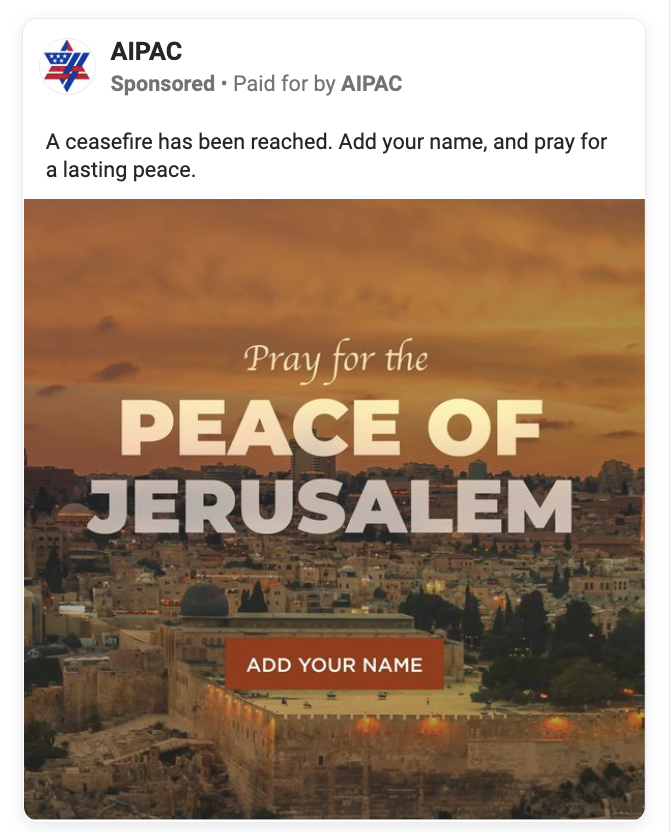 AIPAC
Sponsored • Paid for by AIPAC
A ceasefire has been reached. Add your name, and pray for
a lasting peace.
Pray for the
PEACE OF
JERUSALEM
ADD YOUR NAME